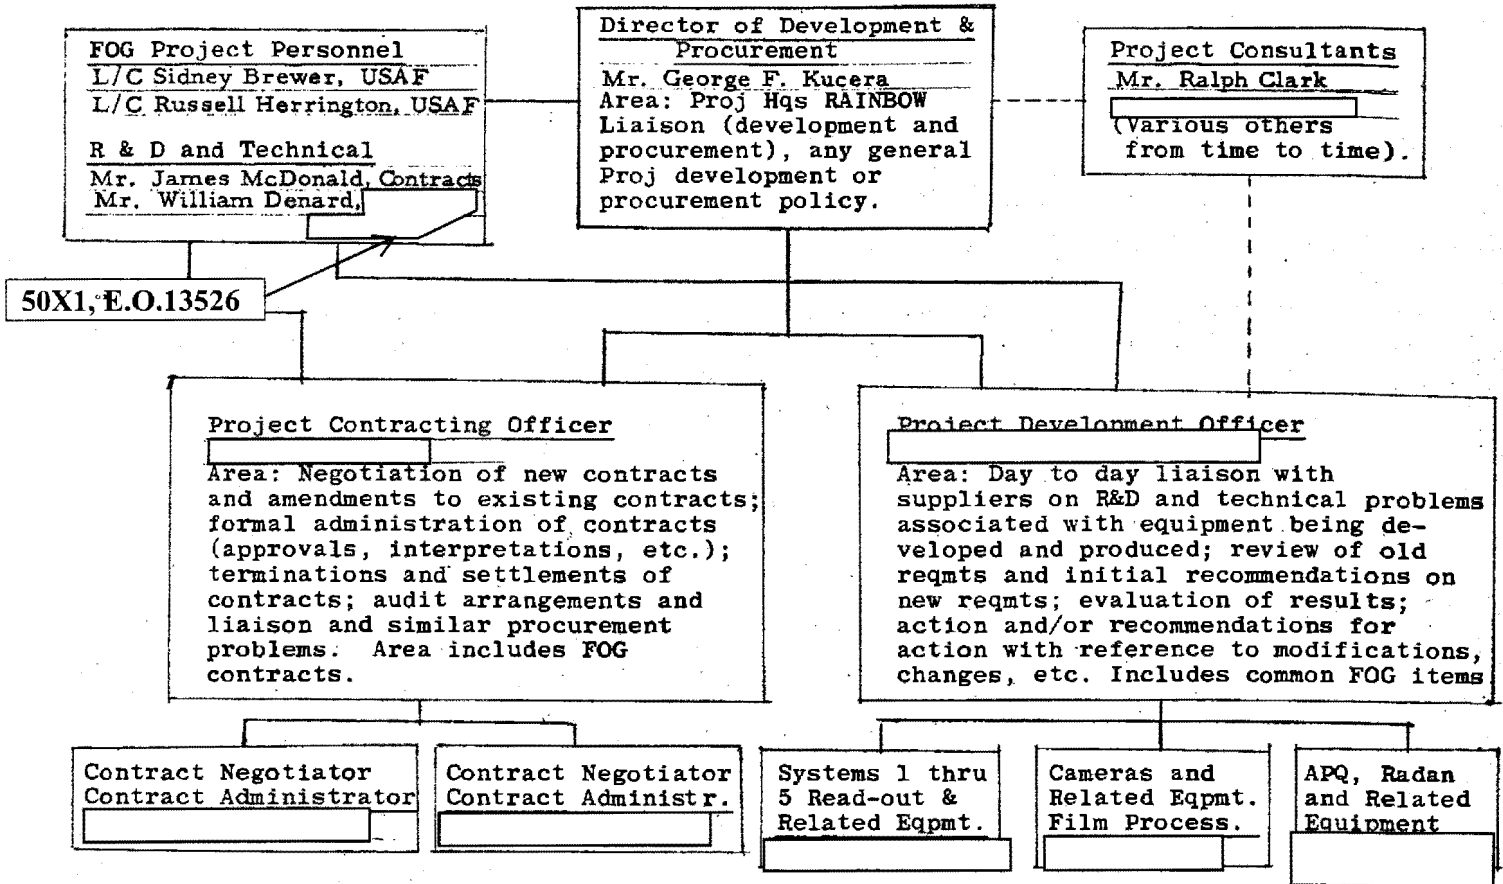 FOG Project Personnel
L/C Sidney Brewer, USAF
L/C Russell Herrington, USAF
R & D and Technical
Mr. James McDonald, Contracts
Mr. William Denard,
Director of Development &
Procurement
Mr. George F. Kucera
Area: Proj Hqs RAINBOW
Liaison (development and
procurement), any general
Proj development or
procurement policy.
Project Consultants
Mr. Ralph Clark
(Various others
from time to time).
50X1, E.O.13526
Project Contracting Officer
Area: Negotiation of new contracts
and amendments to existing contracts;
formal administration of contracts
(approvals, interpretations, etc.);
terminations and settlements of
contracts; audit arrangements and
liaison and similar procurement
problems. Area includes FOG
contracts.
Project Development Officer
Area: Day to day liaison with
suppliers on R&D and technical problems
associated with equipment being de-
veloped and produced; review of old
reqmts and initial recommendations on
new reqmts; evaluation of results;
action and/or recommendations for
action with reference to modifications,
changes, etc. Includes common FOG items
Contract Negotiator
Contract Administrator
Contract Negotiator
Contract Administr.
Systems 1 thru
5 Read-out &
Related Eqpmt.
Cameras and
Related Eqpmt.
Film Process.
APQ, Radan
and Related
Equipment